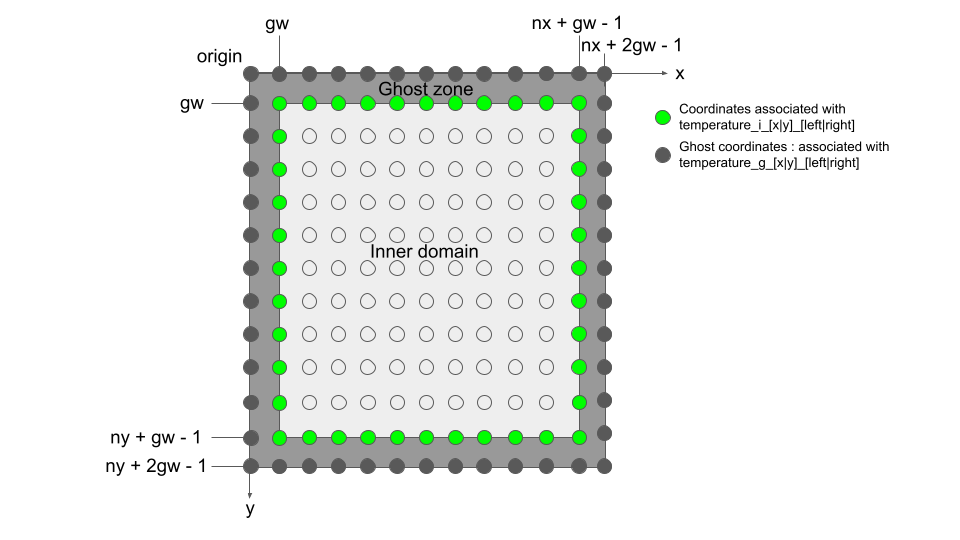 gw
nx + gw - 1
nx + 2gw - 1
origin
x
Ghost zone
gw
Coordinates associated with
temperature_i_[x|y]_[left|right]
Ghost coordinates : associated with
temperature_g_[x|y]_[left|right]
Inner domain
ny + gw - 1
ny + 2gw - 1
y